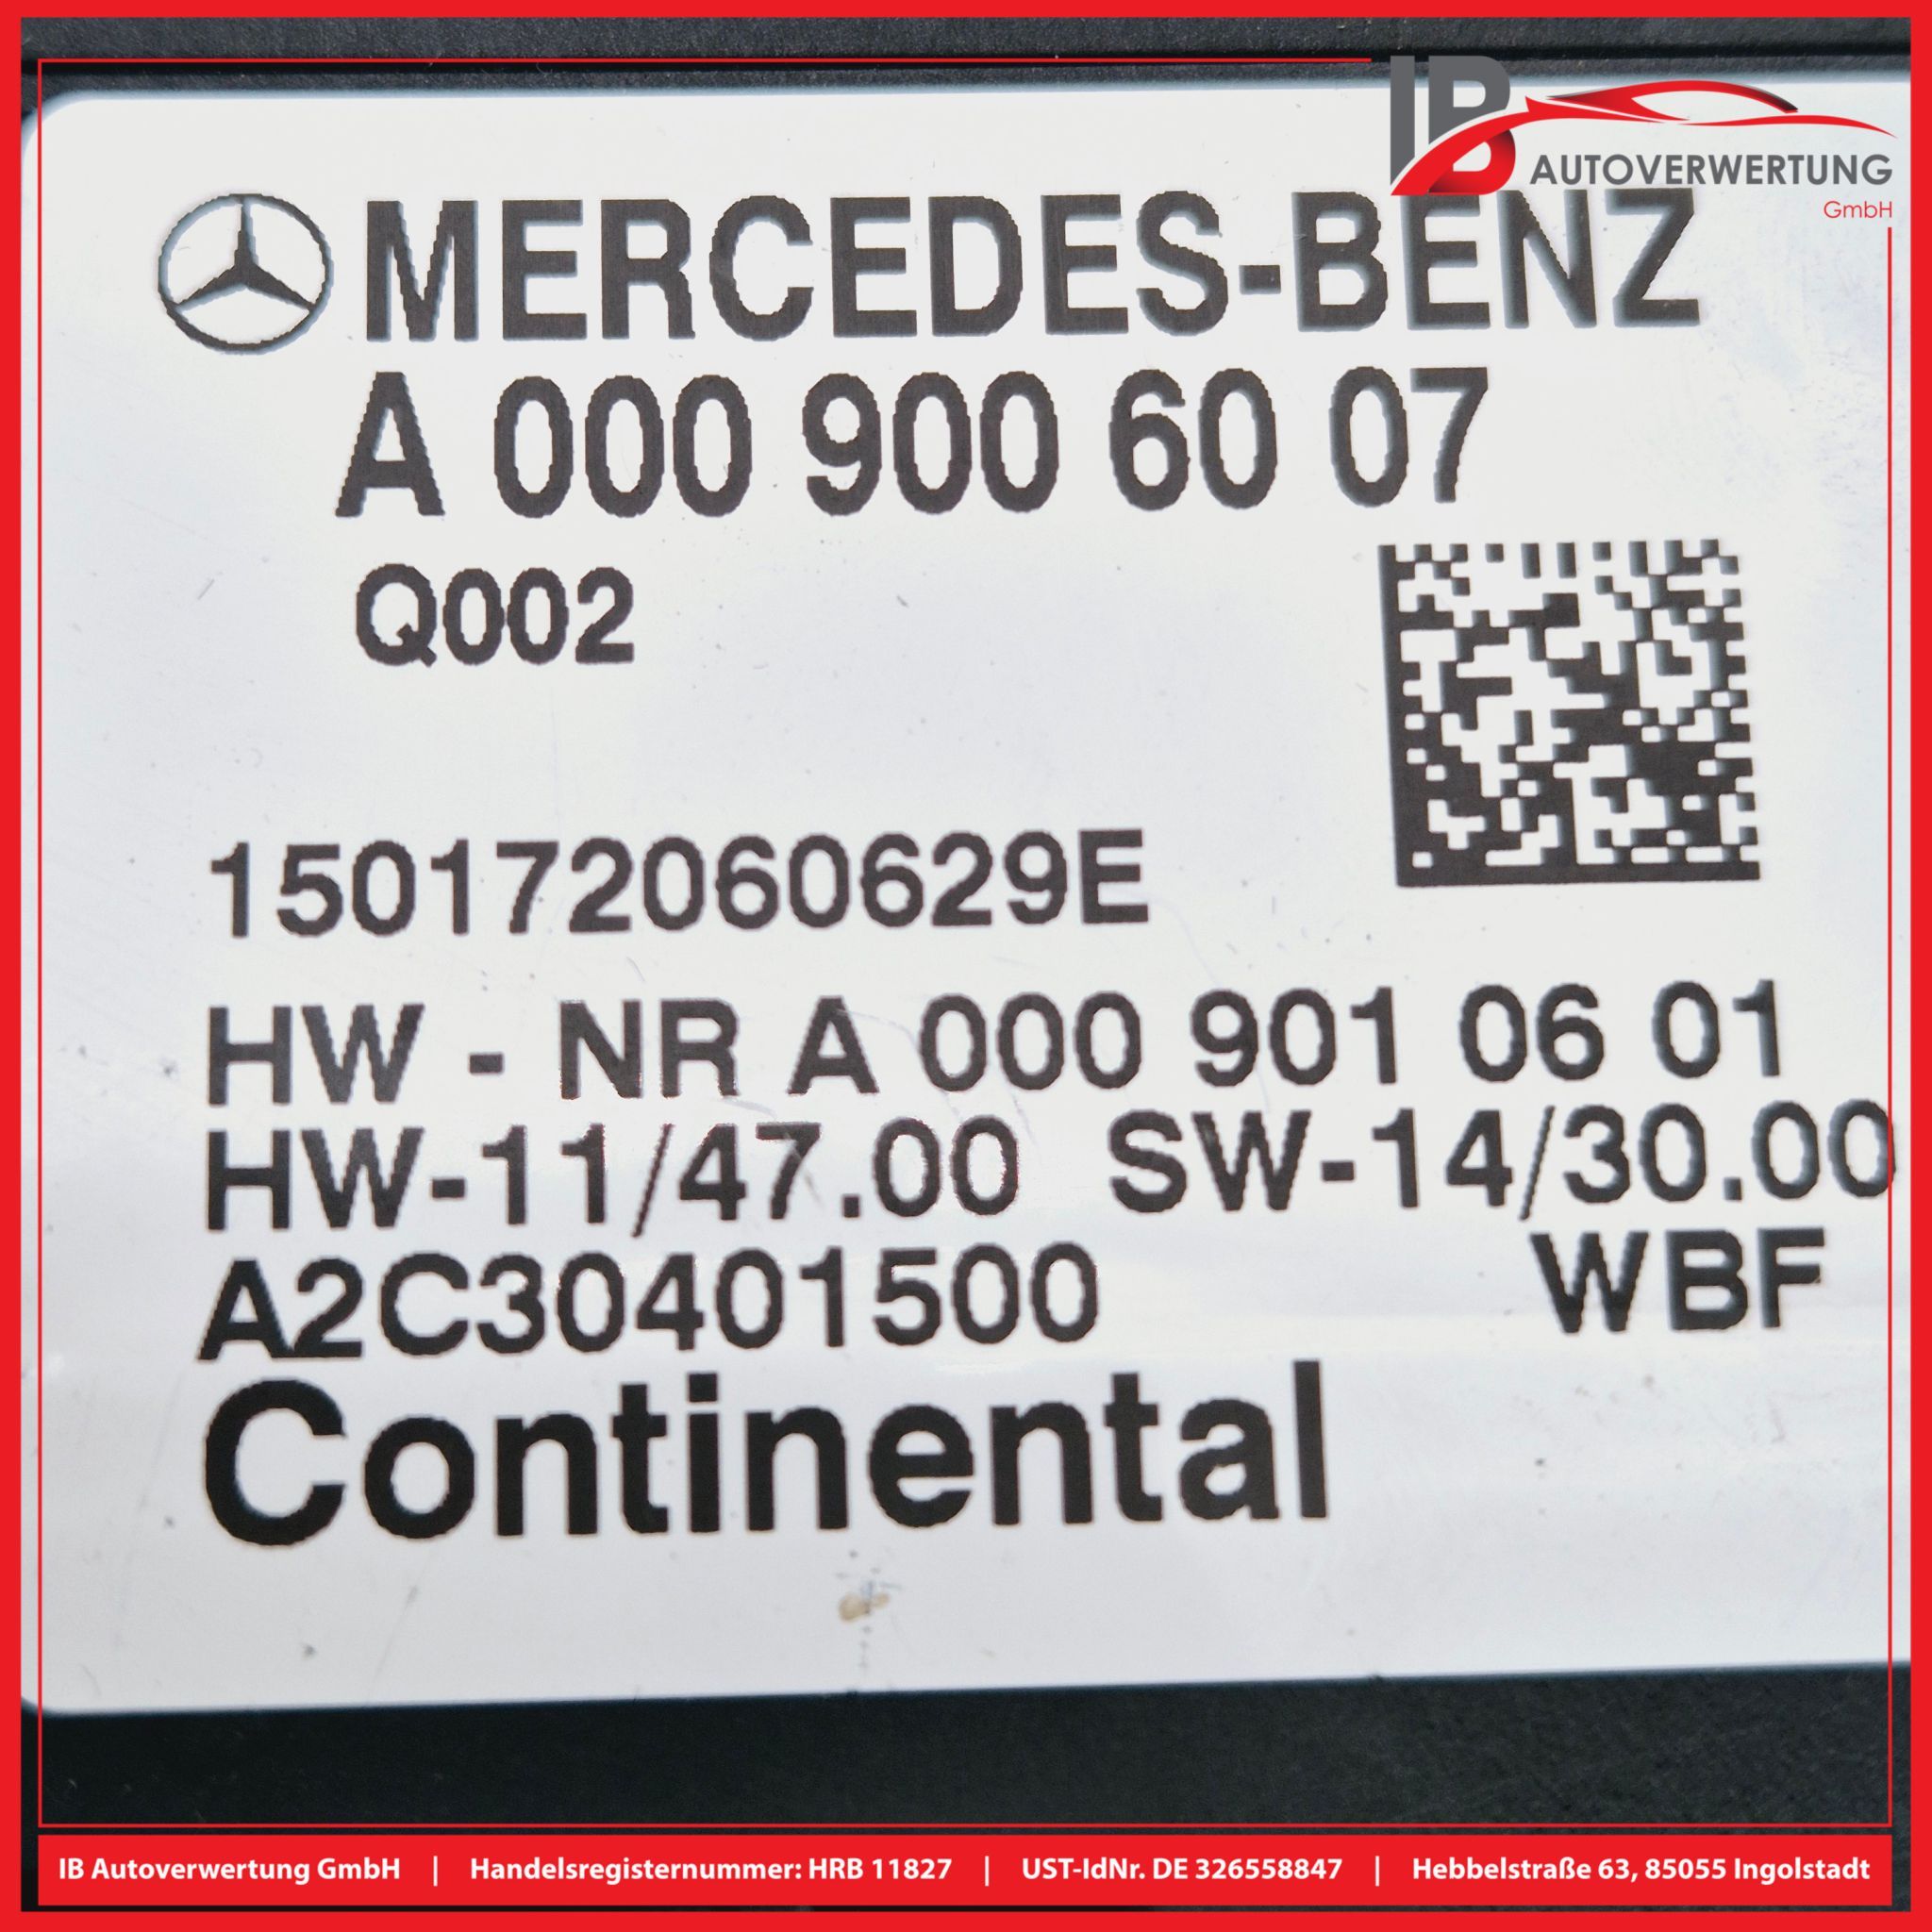 IB
AUTOVERWERTUNG
GmbH
MERCEDES-BENZ
A 000 900 60 07
Q002
150172060629E
HW - NR A 000 901 06 01
HW-11/47.00 SW-14/30.00
A2C30401500 WBF
Continental
IB Autoverwertung GmbH | Handelsregisternummer: HRB 11827 | UST-IdNr. DE 326558847 | Hebbelstraße 63, 85055 Ingolstadt